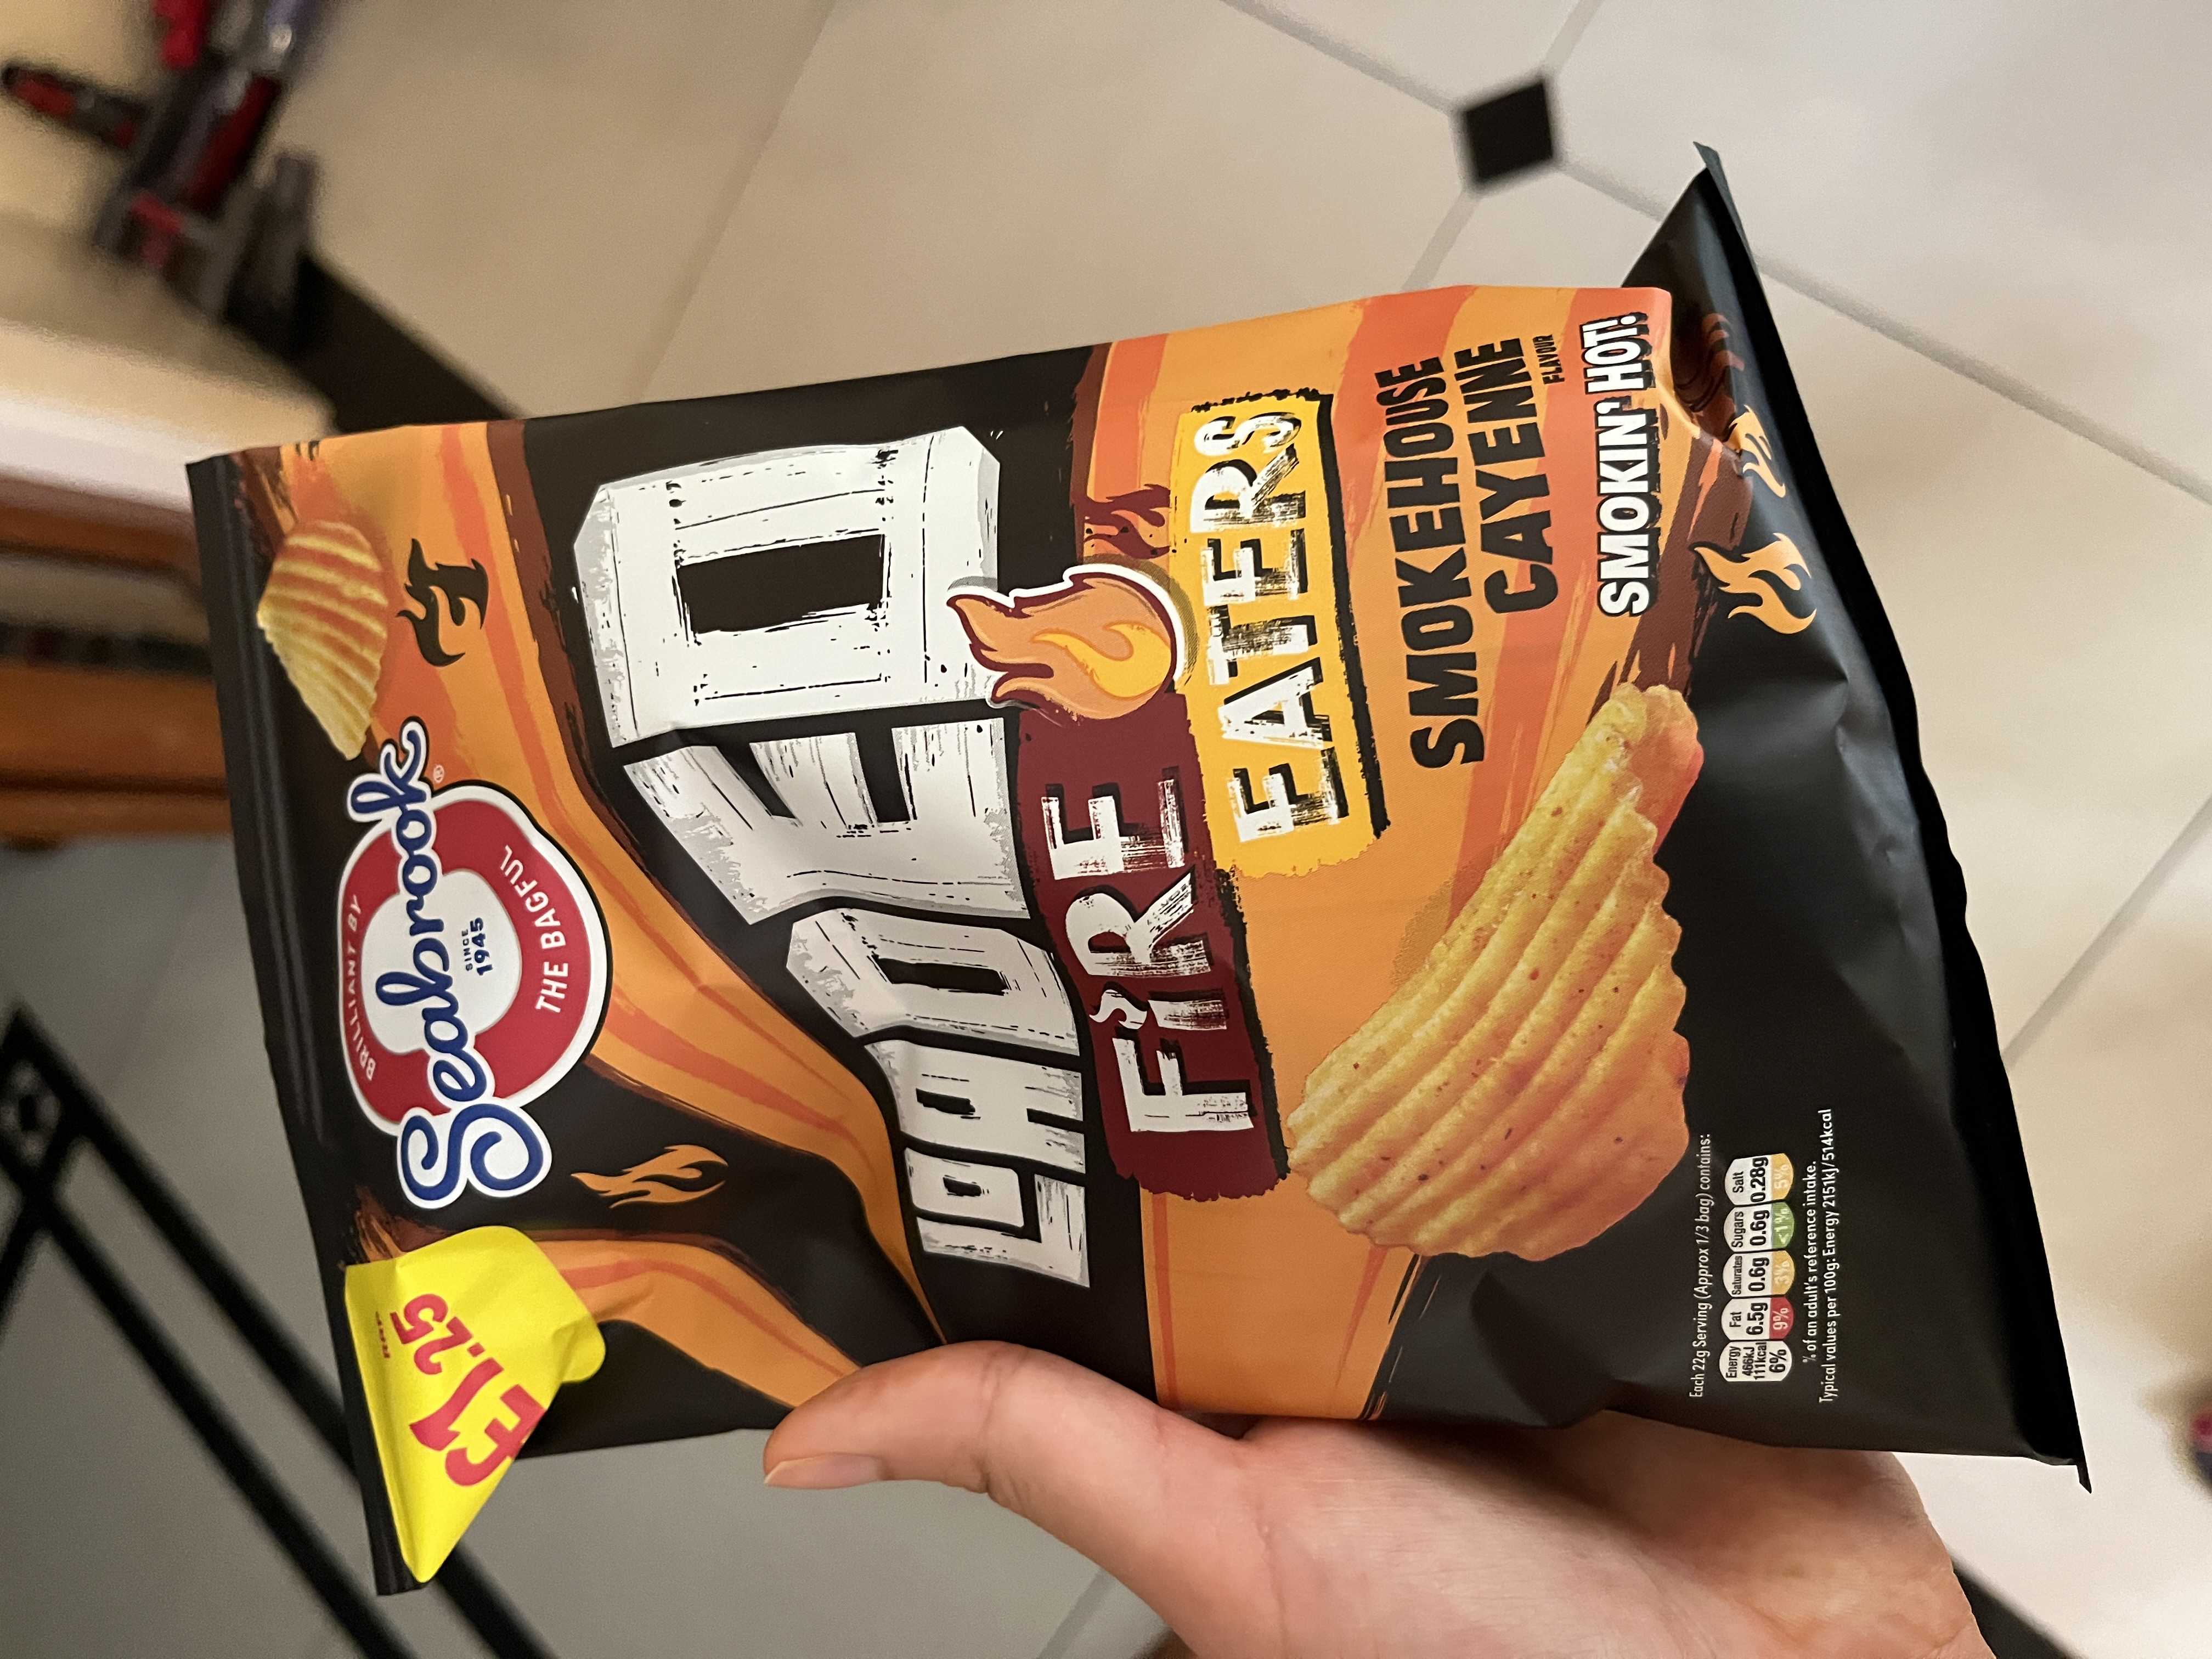 RRP
£1.25
BRILLIANT BY
Seabrook®
SINCE
1945
THE BAGFUL
LOADED
FIRE
EATERS
SMOKEHOUSE
CAYENNE
FLAVOUR
SMOKIN' HOT!
Each 22g Serving (Approx 1/3 bag) contains:
Energy Fat Saturates Sugars Salt
466kJ
111kcal 6.5g 0.6g 0.6g 0.28g
6% 9% 3% <1% 5%
% of an adult's reference intake.
Typical values per 100g: Energy 2151kJ/514kcal